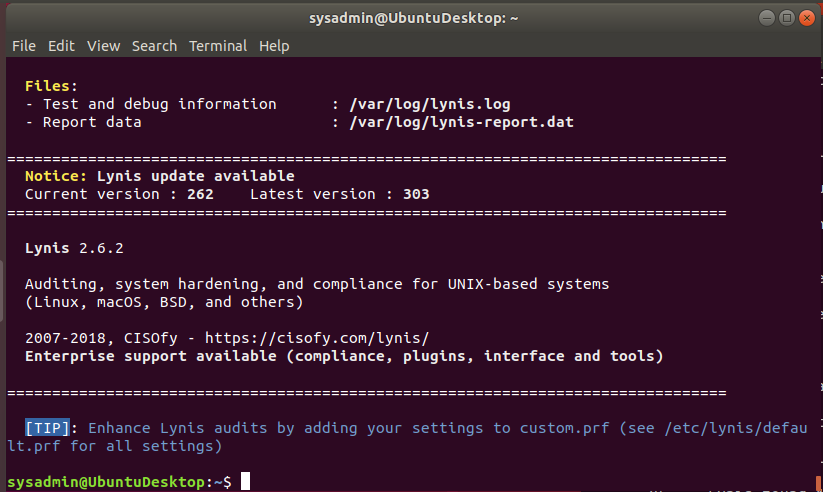 sysadmin@UbuntuDesktop: ~
File Edit View Search Terminal Help
Files:
- Test and debug information : /var/log/lynis.log
- Report data : /var/log/lynis-report.dat
================================================================================
Notice: Lynis update available
Current version : 262 Latest version : 303
================================================================================
Lynis 2.6.2
Auditing, system hardening, and compliance for UNIX-based systems
(Linux, macOS, BSD, and others)
2007-2018, CISOfy - https://cisofy.com/lynis/
Enterprise support available (compliance, plugins, interface and tools)
================================================================================
[TIP]: Enhance Lynis audits by adding your settings to custom.prf (see /etc/lynis/defau
lt.prf for all settings)
sysadmin@UbuntuDesktop:~$